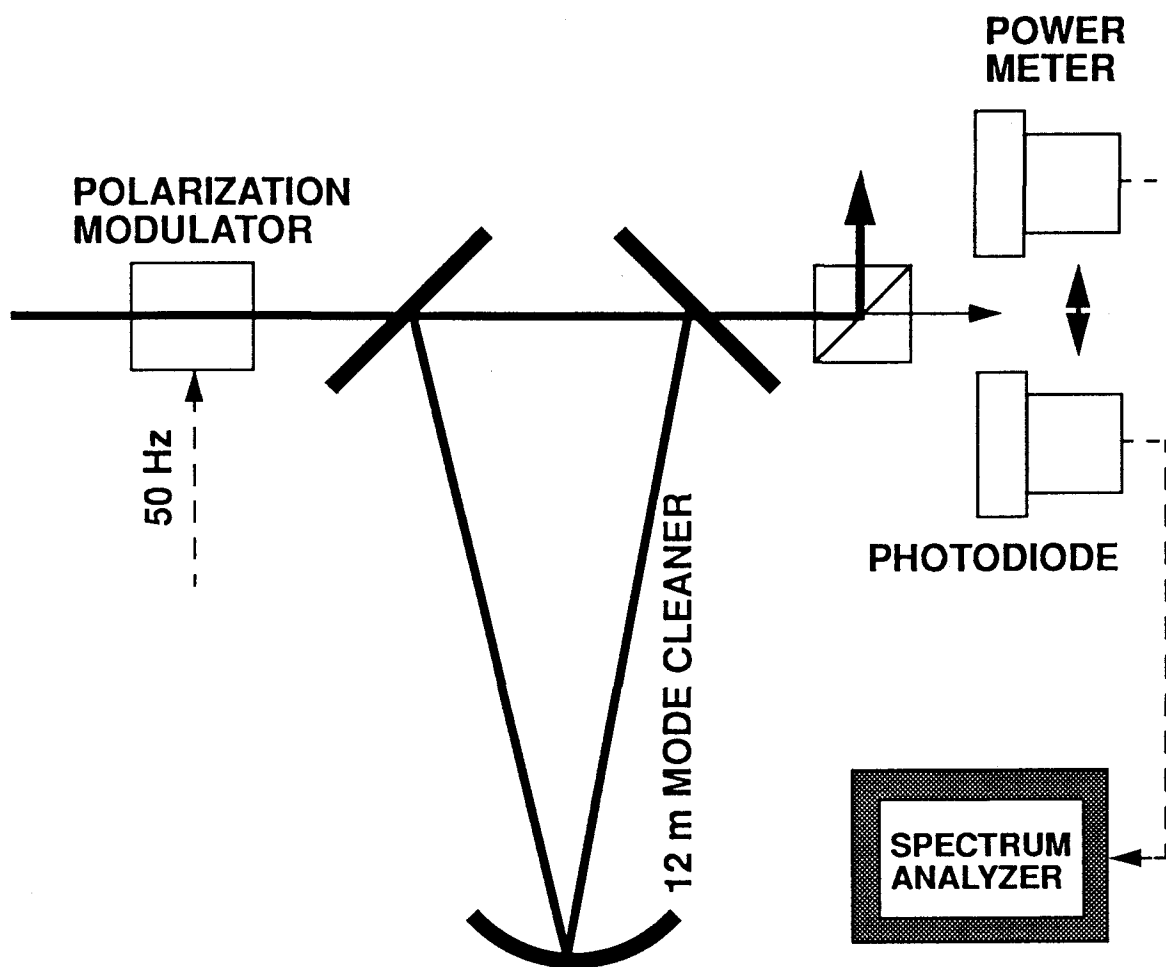 POWER
METER
POLARIZATION
MODULATOR
50 Hz
12 m MODE CLEANER
PHOTODIODE
SPECTRUM
ANALYZER